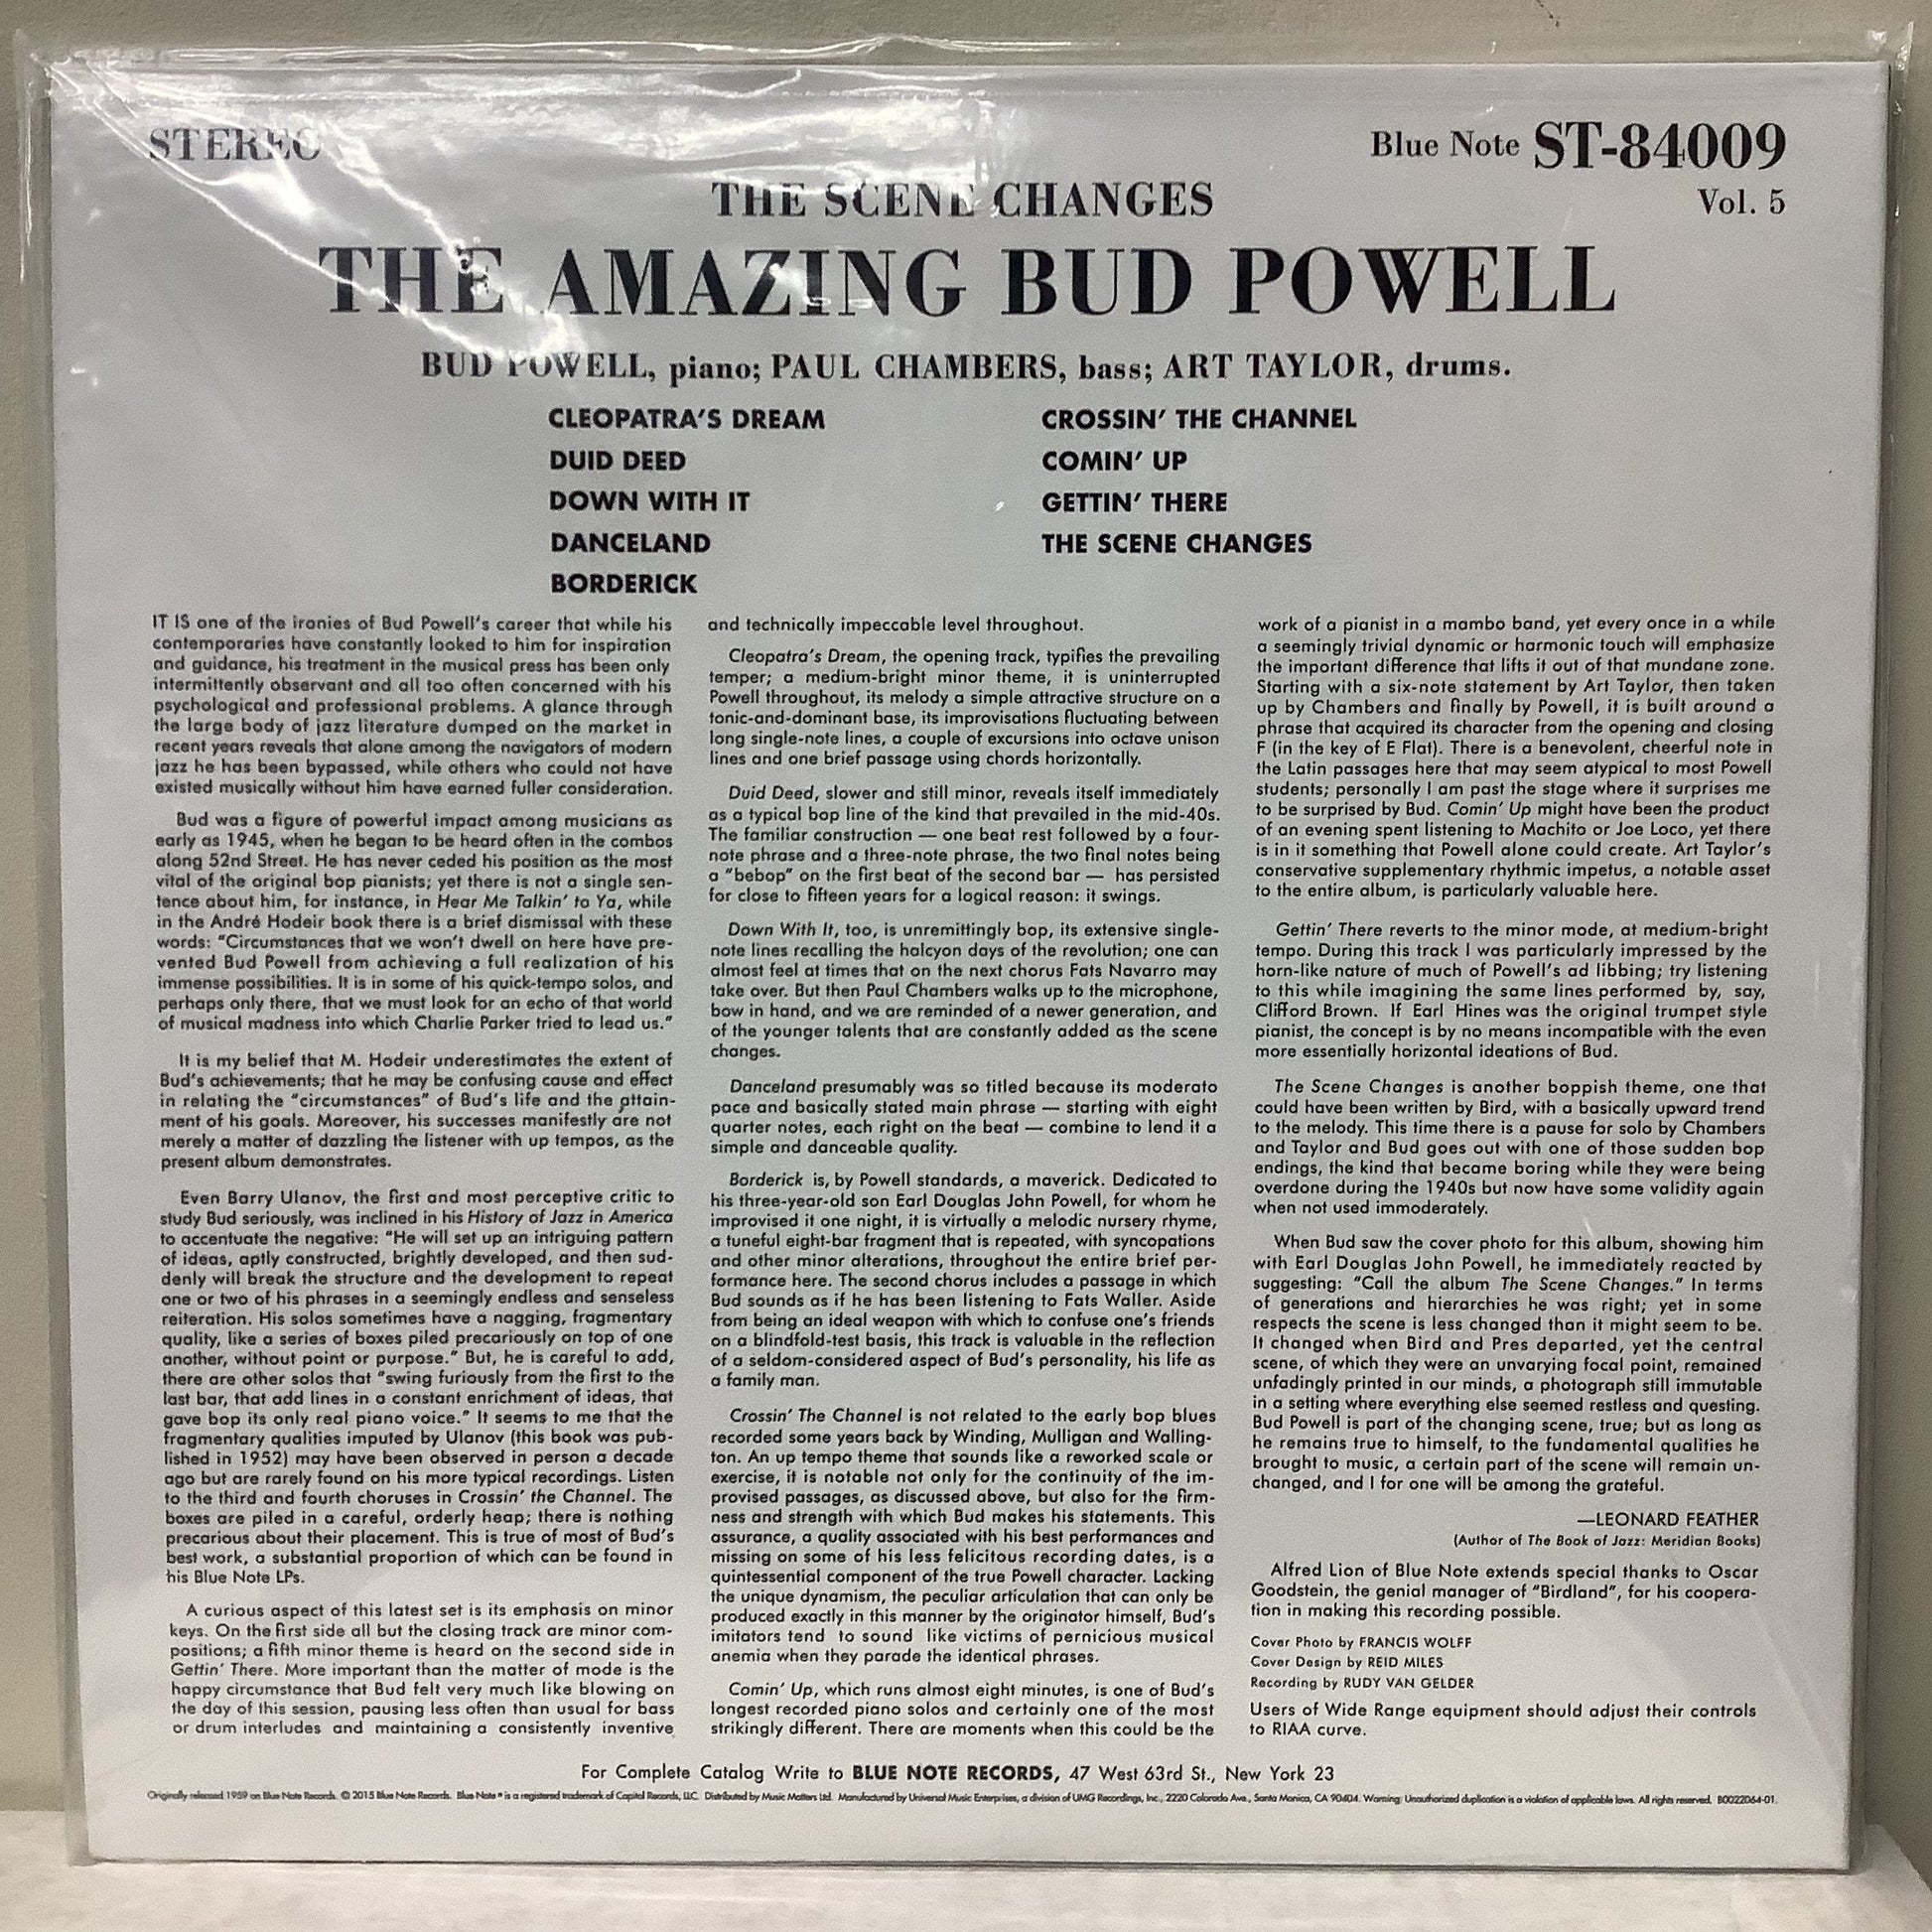 STEREO
Blue Note ST-84009
THE SCENE CHANGES
Vol. 5
THE AMAZING BUD POWELL
BUD POWELL, piano; PAUL CHAMBERS, bass; ART TAYLOR, drums.
CLEOPATRA'S DREAM
DUID DEED
DOWN WITH IT
DANCELAND
BORDERICK
CROSSIN' THE CHANNEL
COMIN' UP
GETTIN' THERE
THE SCENE CHANGES
IT IS one of the ironies of Bud Powell's career that while his
contemporaries have constantly looked to him for inspiration
and guidance, his treatment in the musical press has been only
intermittently observant and all too often concerned with his
psychological and professional problems. A glance through
the large body of jazz literature dumped on the market in
recent years reveals that alone among the navigators of modern
jazz he has been bypassed, while others who could not have
existed musically without him have earned fuller consideration.
Bud was a figure of powerful impact among musicians as
early as 1945, when he began to be heard often in the combos
along 52nd Street. He has never ceded his position as the most
vital of the original bop pianists; yet there is not a single sen-
tence about him, for instance, in Hear Me Talkin' to Ya, while
in the André Hodeir book there is a brief dismissal with these
words: "Circumstances that we won't dwell on here have pre-
vented Bud Powell from achieving a full realization of his
immense possibilities. It is in some of his quick-tempo solos, and
perhaps only there, that we must look for an echo of that world
of musical madness into which Charlie Parker tried to lead us."
It is my belief that M. Hodeir underestimates the extent of
Bud's achievements; that he may be confusing cause and effect
in relating the "circumstances" of Bud's life and the attain-
ment of his goals. Moreover, his successes manifestly are not
merely a matter of dazzling the listener with up tempos, as the
present album demonstrates.
Even Barry Ulanov, the first and most perceptive critic to
study Bud seriously, was inclined in his History of Jazz in America
to accentuate the negative: "He will set up an intriguing pattern
of ideas, aptly constructed, brightly developed, and then sud-
denly will break the structure and the development to repeat
one or two of his phrases in a seemingly endless and senseless
reiteration. His solos sometimes have a nagging, fragmentary
quality, like a series of boxes piled precariously on top of one
another, without point or purpose." But, he is careful to add,
there are other solos that "swing furiously from the first to the
last bar, that add lines in a constant enrichment of ideas, that
gave bop its only real piano voice." It seems to me that the
fragmentary qualities imputed by Ulanov (this book was pub-
lished in 1952) may have been observed in person a decade
ago but are rarely found on his more typical recordings. Listen
to the third and fourth choruses in Crossin' the Channel. The
boxes are piled in a careful, orderly heap; there is nothing
precarious about their placement. This is true of most of Bud's
best work, a substantial proportion of which can be found in
his Blue Note LPs.
A curious aspect of this latest set is its emphasis on minor
keys. On the first side all but the closing track are minor com-
positions; a fifth minor theme is heard on the second side in
Gettin' There. More important than the matter of mode is the
happy circumstance that Bud felt very much like blowing on
the day of this session, pausing less often than usual for bass
or drum interludes and maintaining a consistently inventive
and technically impeccable level throughout.
Cleopatra's Dream, the opening track, typifies the prevailing
temper; a medium-bright minor theme, it is uninterrupted
Powell throughout, its melody a simple attractive structure on a
tonic-and-dominant base, its improvisations fluctuating between
long single-note lines, a couple of excursions into octave unison
lines and one brief passage using chords horizontally.
Duid Deed, slower and still minor, reveals itself immediately
as a typical bop line of the kind that prevailed in the mid-40s.
The familiar construction — one beat rest followed by a four-
note phrase and a three-note phrase, the two final notes being
a "bebop" on the first beat of the second bar — has persisted
for close to fifteen years for a logical reason: it swings.
Down With It, too, is unremittingly bop, its extensive single-
note lines recalling the halcyon days of the revolution; one can
almost feel at times that on the next chorus Fats Navarro may
take over. But then Paul Chambers walks up to the microphone,
bow in hand, and we are reminded of a newer generation, and
of the younger talents that are constantly added as the scene
changes.
Danceland presumably was so titled because its moderato
pace and basically stated main phrase — starting with eight
quarter notes, each right on the beat — combine to lend it a
simple and danceable quality.
Borderick is, by Powell standards, a maverick. Dedicated to
his three-year-old son Earl Douglas John Powell, for whom he
improvised it one night, it is virtually a melodic nursery rhyme,
a tuneful eight-bar fragment that is repeated, with syncopations
and other minor alterations, throughout the entire brief per-
formance here. The second chorus includes a passage in which
Bud sounds as if he has been listening to Fats Waller. Aside
from being an ideal weapon with which to confuse one's friends
on a blindfold-test basis, this track is valuable in the reflection
of a seldom-considered aspect of Bud's personality, his life as
a family man.
Crossin' The Channel is not related to the early bop blues
recorded some years back by Winding, Mulligan and Walling-
ton. An up tempo theme that sounds like a reworked scale or
exercise, it is notable not only for the continuity of the im-
provised passages, as discussed above, but also for the firm-
ness and strength with which Bud makes his statements. This
assurance, a quality associated with his best performances and
missing on some of his less felicitous recording dates, is a
quintessential component of the true Powell character. Lacking
the unique dynamism, the peculiar articulation that can only be
produced exactly in this manner by the originator himself, Bud's
imitators tend to sound like victims of pernicious musical
anemia when they parade the identical phrases.
Comin' Up, which runs almost eight minutes, is one of Bud's
longest recorded piano solos and certainly one of the most
strikingly different. There are moments when this could be the
work of a pianist in a mambo band, yet every once in a while
a seemingly trivial dynamic or harmonic touch will emphasize
the important difference that lifts it out of that mundane zone.
Starting with a six-note statement by Art Taylor, then taken
up by Chambers and finally by Powell, it is built around a
phrase that acquired its character from the opening and closing
F (in the key of E Flat). There is a benevolent, cheerful note in
the Latin passages here that may seem atypical to most Powell
students; personally I am past the stage where it surprises me
to be surprised by Bud. Comin' Up might have been the product
of an evening spent listening to Machito or Joe Loco, yet there
is in it something that Powell alone could create. Art Taylor's
conservative supplementary rhythmic impetus, a notable asset
to the entire album, is particularly valuable here.
Gettin' There reverts to the minor mode, at medium-bright
tempo. During this track I was particularly impressed by the
horn-like nature of much of Powell's ad libbing; try listening
to this while imagining the same lines performed by, say,
Clifford Brown. If Earl Hines was the original trumpet style
pianist, the concept is by no means incompatible with the even
more essentially horizontal ideations of Bud.
The Scene Changes is another boppish theme, one that
could have been written by Bird, with a basically upward trend
to the melody. This time there is a pause for solo by Chambers
and Taylor and Bud goes out with one of those sudden bop
endings, the kind that became boring while they were being
overdone during the 1940s but now have some validity again
when not used immoderately.
When Bud saw the cover photo for this album, showing him
with Earl Douglas John Powell, he immediately reacted by
suggesting: "Call the album The Scene Changes." In terms
of generations and hierarchies he was right; yet in some
respects the scene is less changed than it might seem to be.
It changed when Bird and Pres departed, yet the central
scene, of which they were an unvarying focal point, remained
unfadingly printed in our minds, a photograph still immutable
in a setting where everything else seemed restless and questing.
Bud Powell is part of the changing scene, true; but as long as
he remains true to himself, to the fundamental qualities he
brought to music, a certain part of the scene will remain un-
changed, and I for one will be among the grateful.
—LEONARD FEATHER
(Author of The Book of Jazz: Meridian Books)
Alfred Lion of Blue Note extends special thanks to Oscar
Goodstein, the genial manager of "Birdland", for his coopera-
tion in making this recording possible.
Cover Photo by FRANCIS WOLFF
Cover Design by REID MILES
Recording by RUDY VAN GELDER
Users of Wide Range equipment should adjust their controls
to RIAA curve.
For Complete Catalog Write to BLUE NOTE RECORDS, 47 West 63rd St., New York 23
Originally released 1959 on Blue Note Records. © 2015 Blue Note Records. Blue Note ® is a registered trademark of Capitol Records, LLC. Distributed by Music Matters Ltd. Manufactured by Universal Music Enterprises, a division of UMG Recordings, Inc., 2220 Colorado Ave., Santa Monica, CA 90404. Warning: Unauthorized duplication is a violation of applicable laws. All rights reserved. B0022064-01.